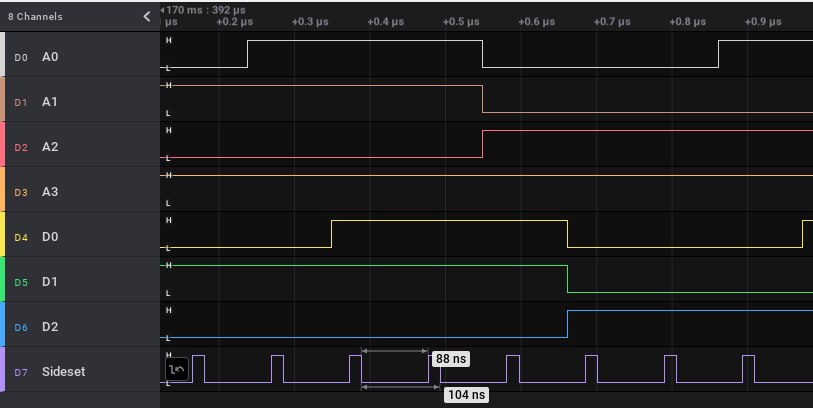 170 ms : 392 µs
8 Channels
µs +0.2 µs +0.3 µs +0.4 µs +0.5 µs +0.6 µs +0.7 µs +0.8 µs +0.9 µs
D0 A0 H L
D1 A1 H L
D2 A2 H L
D3 A3 H L
D4 D0 H L
D5 D1 H L
D6 D2 H L
D7 Sideset H L
88 ns
104 ns